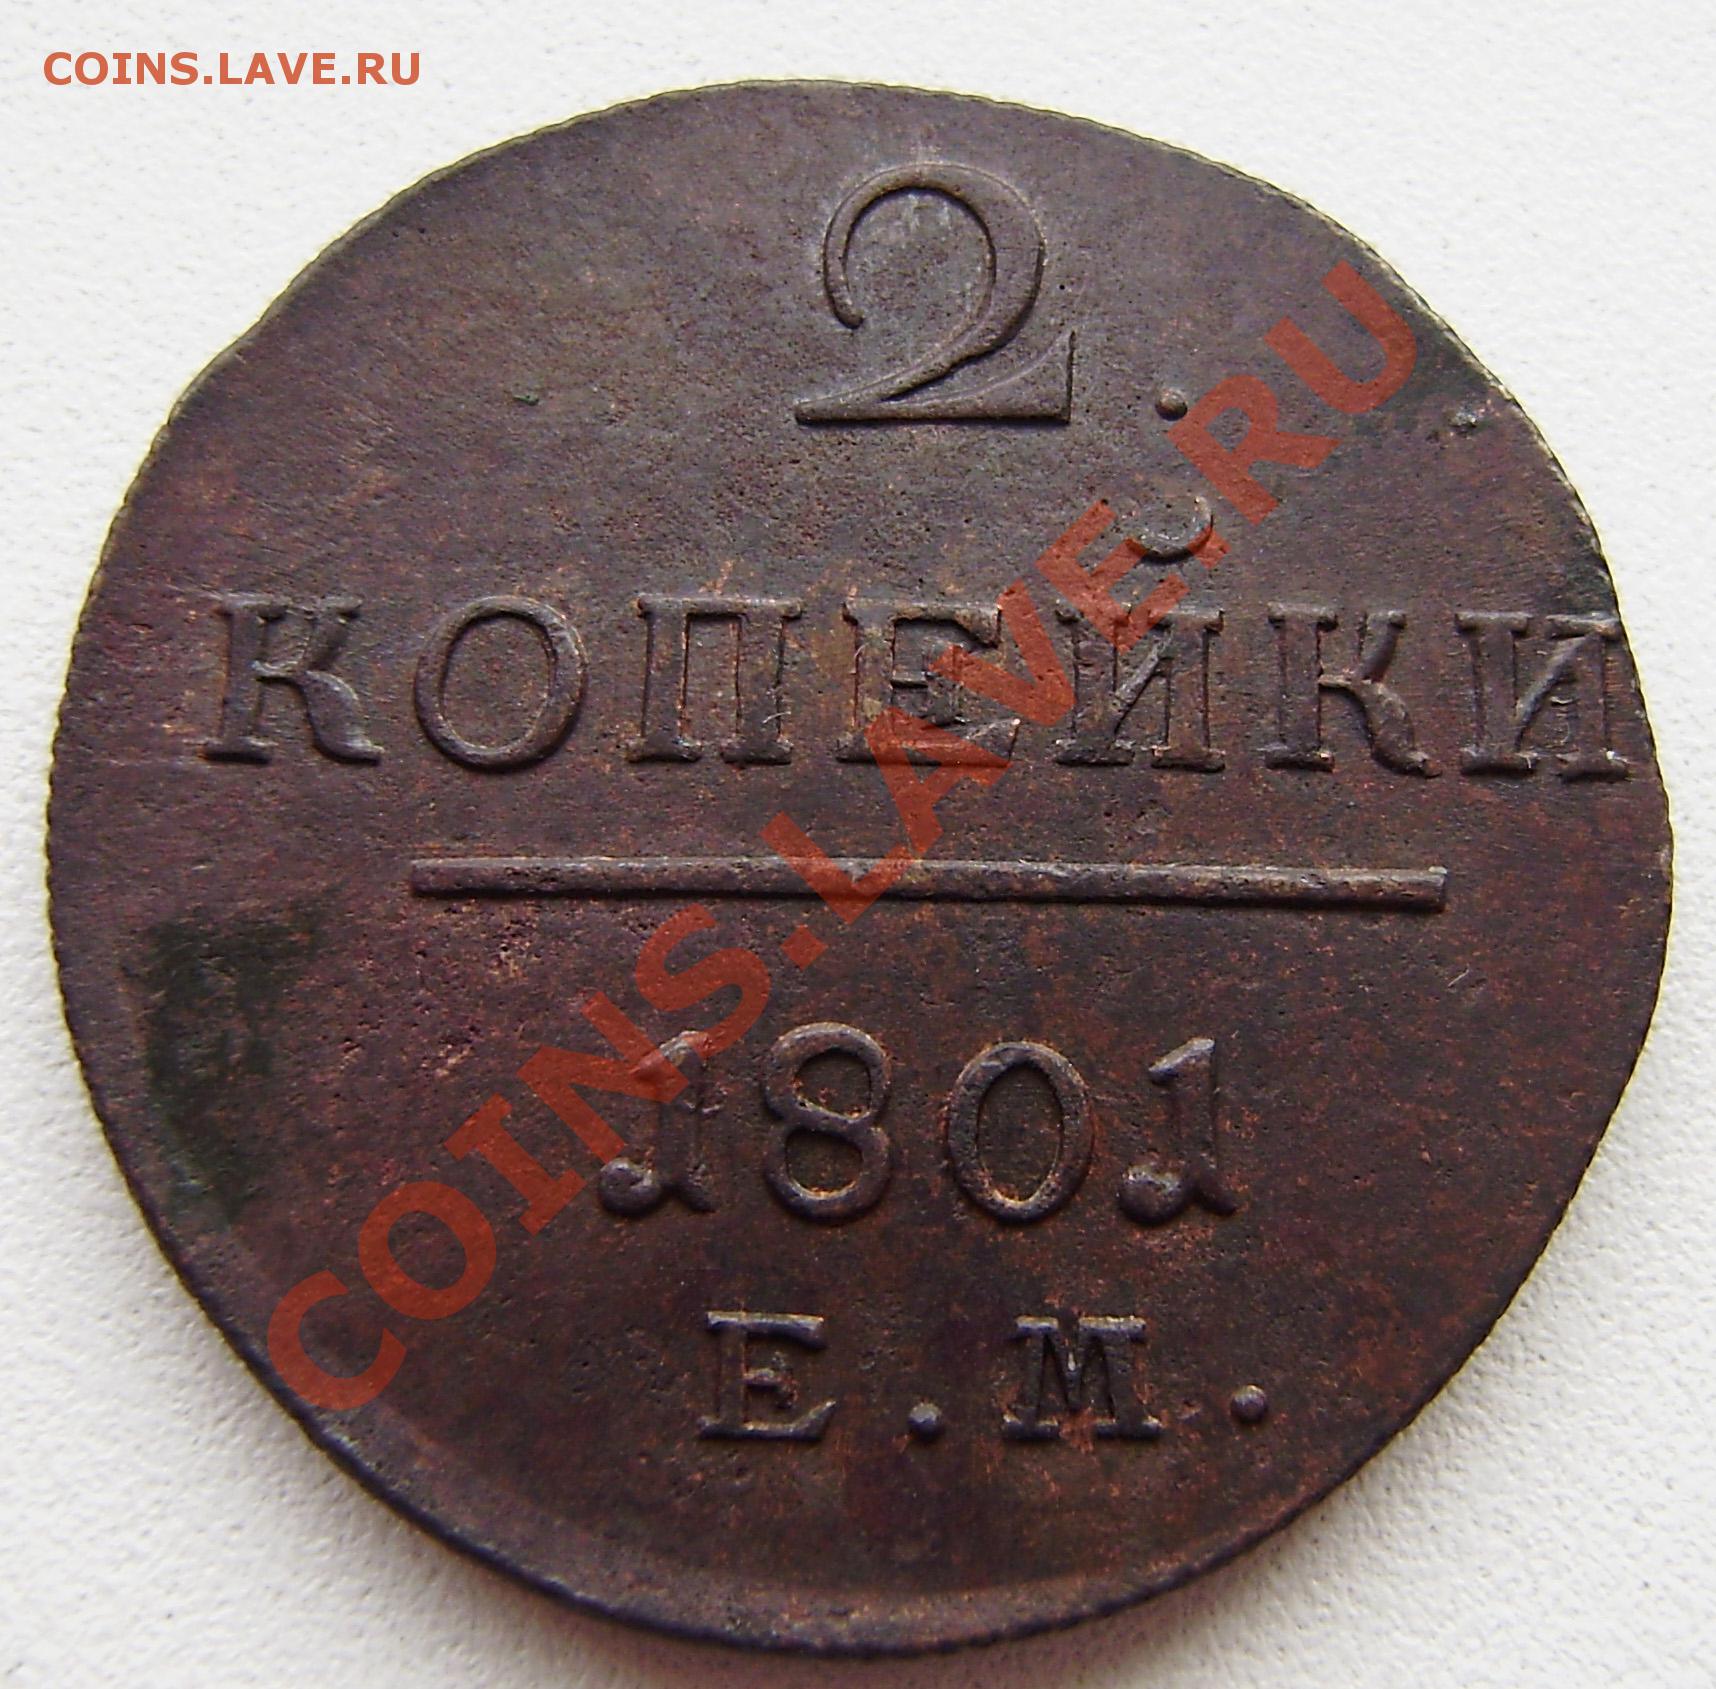 COINS.LAVE.RU
2.
КОПЕЙКИ
1801
Е.М.
COINS.LAVE.RU